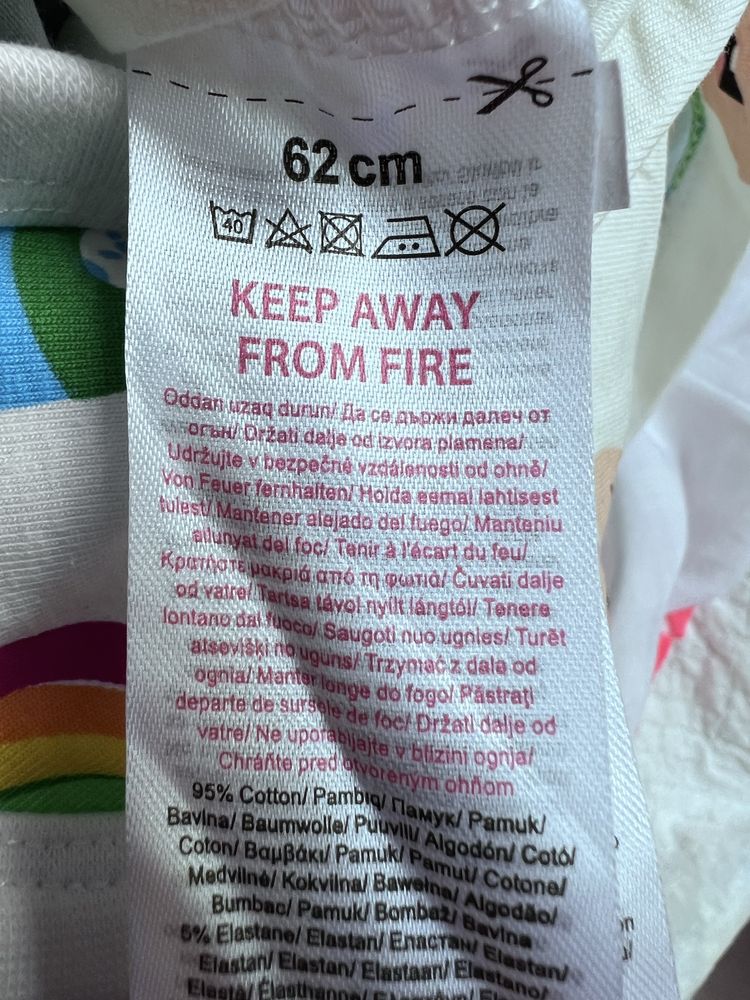 62 cm
40
KEEP AWAY
FROM FIRE
Oddan uzaq durun/ Да се държи далеч от
огън/ Držati dalje od izvora plamena/
Udržujte v bezpečné vzdálenosti od ohně/
Von Feuer fernhalten/ Hoida eemal lahtisest
tulest/ Mantener alejado del fuego/ Manteniu
allunyat del foc/ Tenir à l'écart du feu/
Κρατήστε μακριά από τη φωτιά/ Čuvati dalje
od vatre/ Tartsa távol nyílt lángtól/ Tenere
lontano dal fuoco/ Saugoti nuo ugnies/ Turēt
atsevišķi no uguns/ Trzymać z dala od
ognia/ Manter longe do fogo/ Păstraţi
departe de sursele de foc/ Držati dalje od
vatre/ Ne uporabljajte v bližini ognja/
Chráňte pred otvoreným ohňom
95% Cotton/ Pambıq/ Памук/ Pamuk/
Bavlna/ Baumwolle/ Puuvill/ Algodón/ Cotó/
Coton/ Βαμβάκι/ Pamuk/ Pamut/ Cotone/
Medvilnė/ Kokvilna/ Bawełna/ Algodão/
Bumbac/ Pamuk/ Bombaž/ Bavlna
5% Elastane/ Elastan/ Еластан/ Elastan/
Elastan/ Elastan/ Elastaan/ Elastano/
Elastà/ Elasthanne/